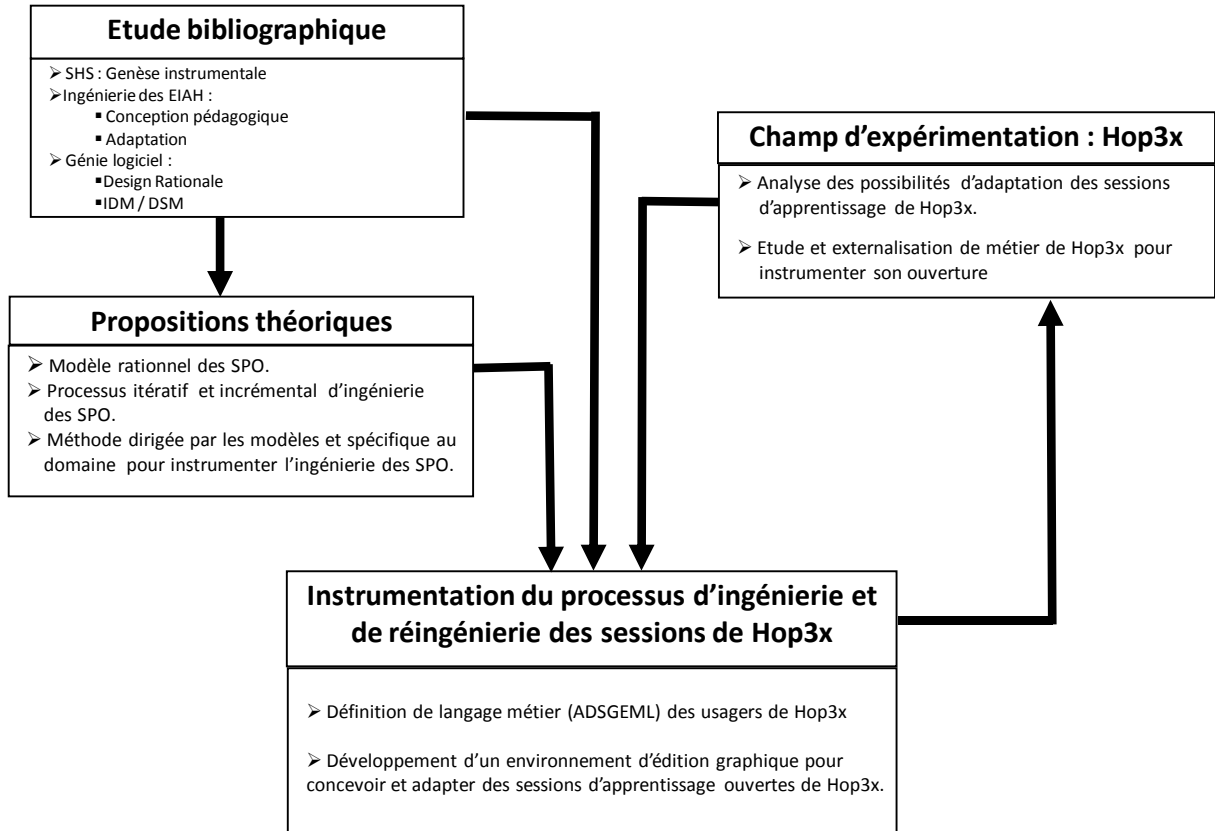 Etude bibliographique
➢ SHS : Genèse instrumentale
➢Ingénierie des EIAH :
▪ Conception pédagogique
▪ Adaptation
➢ Génie logiciel :
▪Design Rationale
▪IDM / DSM
Champ d'expérimentation : Hop3x
➢ Analyse des possibilités d'adaptation des sessions
d'apprentissage de Hop3x.
➢ Etude et externalisation de métier de Hop3x pour
instrumenter son ouverture
Propositions théoriques
➢ Modèle rationnel des SPO.
➢ Processus itératif et incrémental d'ingénierie
des SPO.
➢ Méthode dirigée par les modèles et spécifique au
domaine pour instrumenter l'ingénierie des SPO.
Instrumentation du processus d'ingénierie et
de réingénierie des sessions de Hop3x
➢ Définition de langage métier (ADSGEML) des usagers de Hop3x
➢ Développement d'un environnement d'édition graphique pour
concevoir et adapter des sessions d'apprentissage ouvertes de Hop3x.